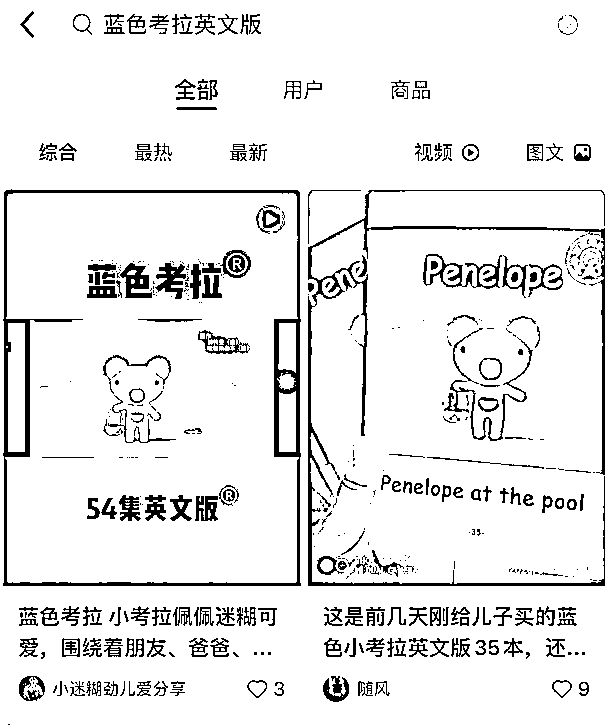 蓝色考拉英文版
全部 用户 商品
综合 最热 最新 视频 图文
蓝色考拉®
54集英文版®
Pene
Penelope
Penelope at the pool
-35-
蓝色考拉 小考拉佩佩迷糊可
爱，围绕着朋友、爸爸、...
小迷糊劲儿爱分享 3
这是前几天刚给儿子买的蓝
色小考拉英文版35本，还...
随风 9